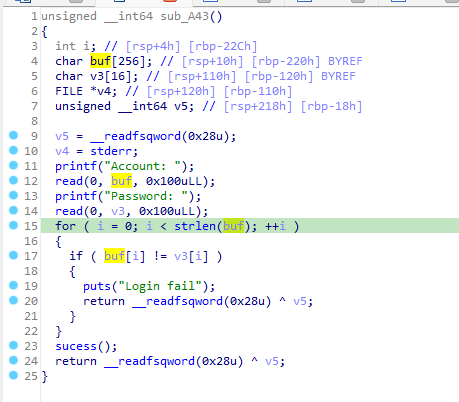 1 unsigned __int64 sub_A43()
2 {
3   int i; // [rsp+4h] [rbp-22Ch]
4   char buf[256]; // [rsp+10h] [rbp-220h] BYREF
5   char v3[16]; // [rsp+110h] [rbp-120h] BYREF
6   FILE *v4; // [rsp+120h] [rbp-110h]
7   unsigned __int64 v5; // [rsp+218h] [rbp-18h]
8
9   v5 = __readfsqword(0x28u);
10   v4 = stderr;
11   printf("Account: ");
12   read(0, buf, 0x100uLL);
13   printf("Password: ");
14   read(0, v3, 0x100uLL);
15   for ( i = 0; i < strlen(buf); ++i )
16   {
17     if ( buf[i] != v3[i] )
18     {
19       puts("Login fail");
20       return __readfsqword(0x28u) ^ v5;
21     }
22   }
23   sucess();
24   return __readfsqword(0x28u) ^ v5;
25 }